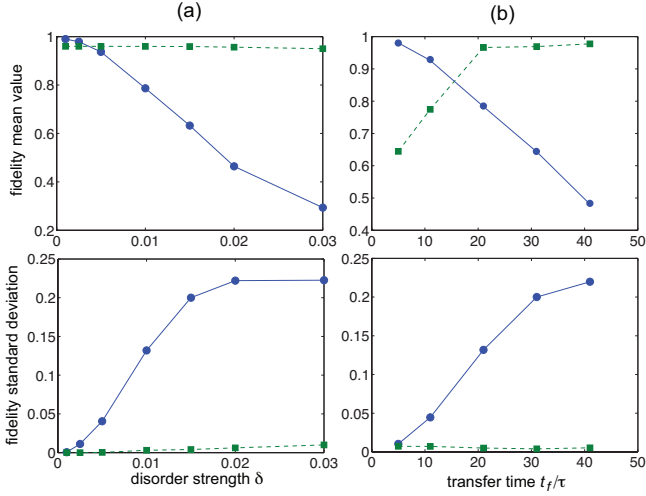 (a)
(b)
fidelity mean value
1
0.8
0.6
0.4
0.2
0 0.01 0.02 0.03
1
0.9
0.8
0.7
0.6
0.5
0.4
0 10 20 30 40 50
fidelity standard deviation
0.25
0.2
0.15
0.1
0.05
0
0 0.01 0.02 0.03
disorder strength δ
0.25
0.2
0.15
0.1
0.05
0
0 10 20 30 40 50
transfer time t_f/τ